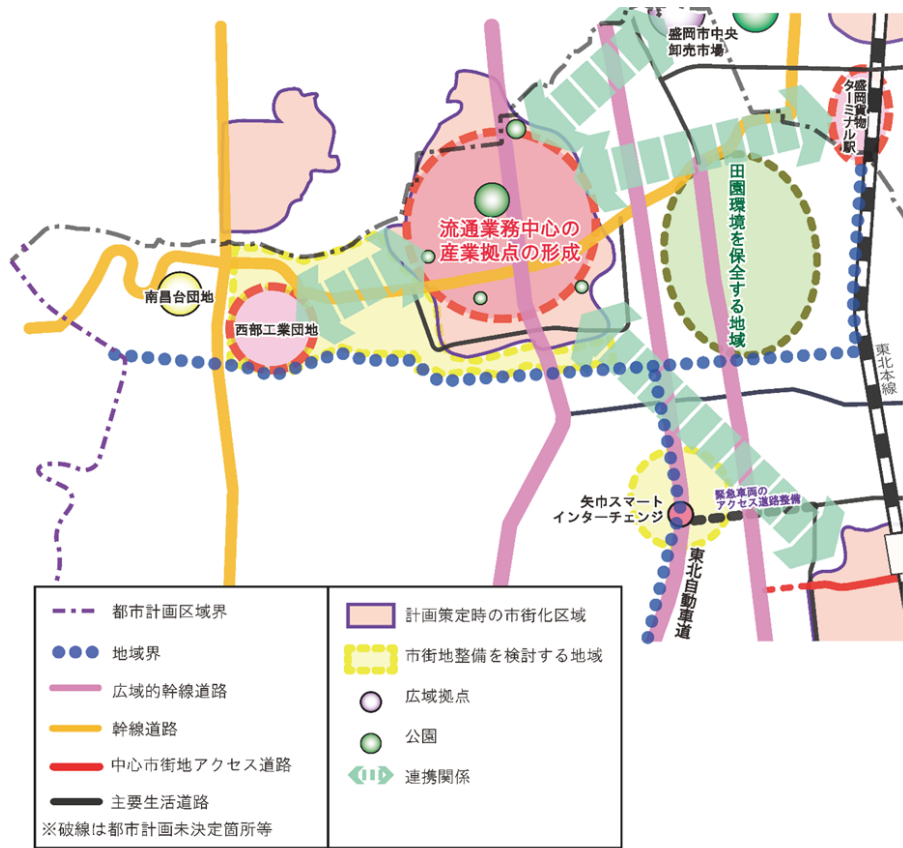 盛岡市中央
卸売市場
盛岡貨物
ターミナル駅
流通業務中心の
産業拠点の形成
田園環境を保全する地域
南昌台団地
西部工業団地
東北本線
矢巾スマート
インターチェンジ
緊急車両の
アクセス道路整備
東北自動車道
都市計画区域界
地域界
広域的幹線道路
幹線道路
中心市街地アクセス道路
主要生活道路
※破線は都市計画未決定箇所等
計画策定時の市街化区域
市街地整備を検討する地域
広域拠点
公園
連携関係